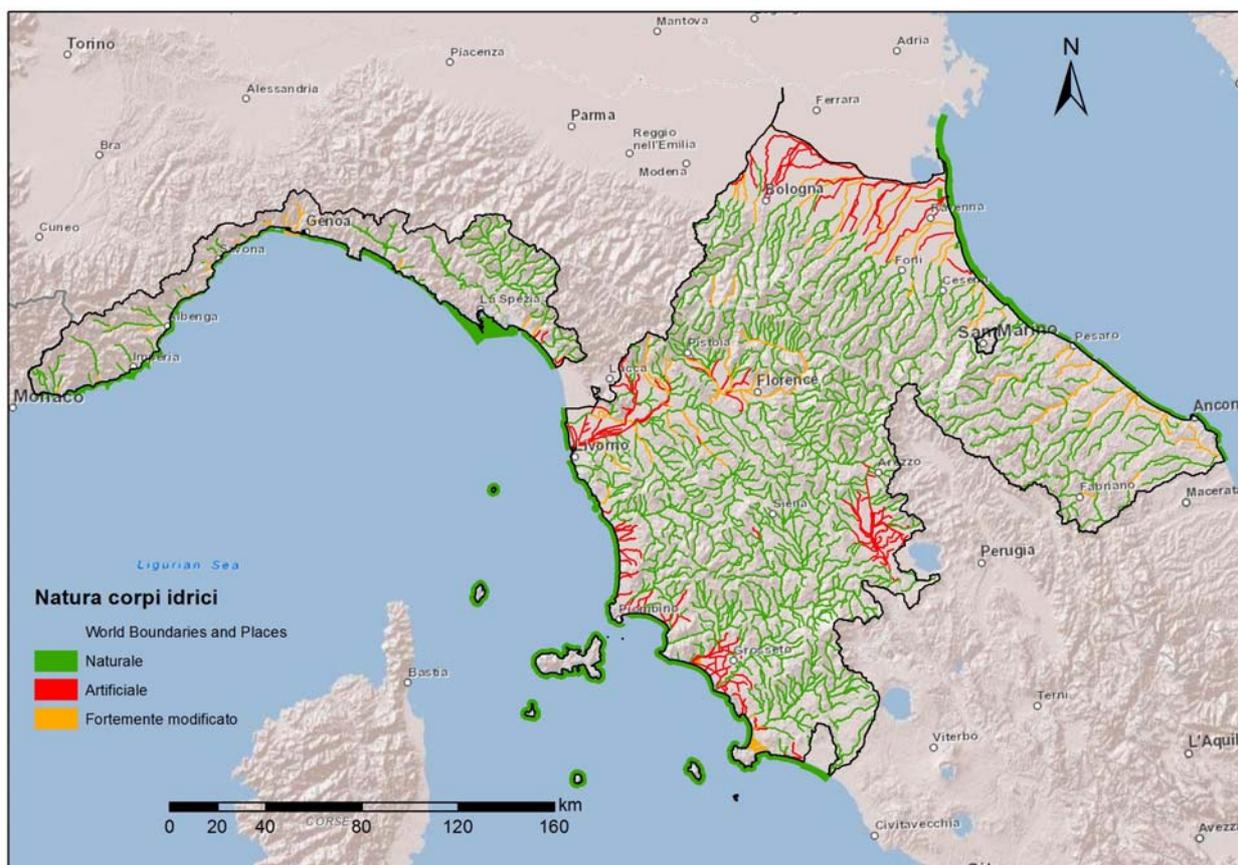 Mantova
Adria
Torino
Piacenza
N
Alessandria
Ferrara
Parma
Bra
Reggio
nell'Emilia
Modena
Bologna
Ravenna
Cuneo
Genoa
Savona
Forlì
Cesena
La Spezia
Albenga
San Marino
Pesaro
Pistoia
Imperia
Lucca
Florence
Monaco
Ancon
Livorno
Arezzo
Fabriano
Macerata
Siena
Perugia
Ligurian Sea
Natura corpi idrici
Piombino
World Boundaries and Places
Naturale
Grosseto
Bastia
Artificiale
Terni
Fortemente modificato
Viterbo
L'Aquil
km
0 20 40 80 120 160
CORSE
Civitavecchia
Avezz